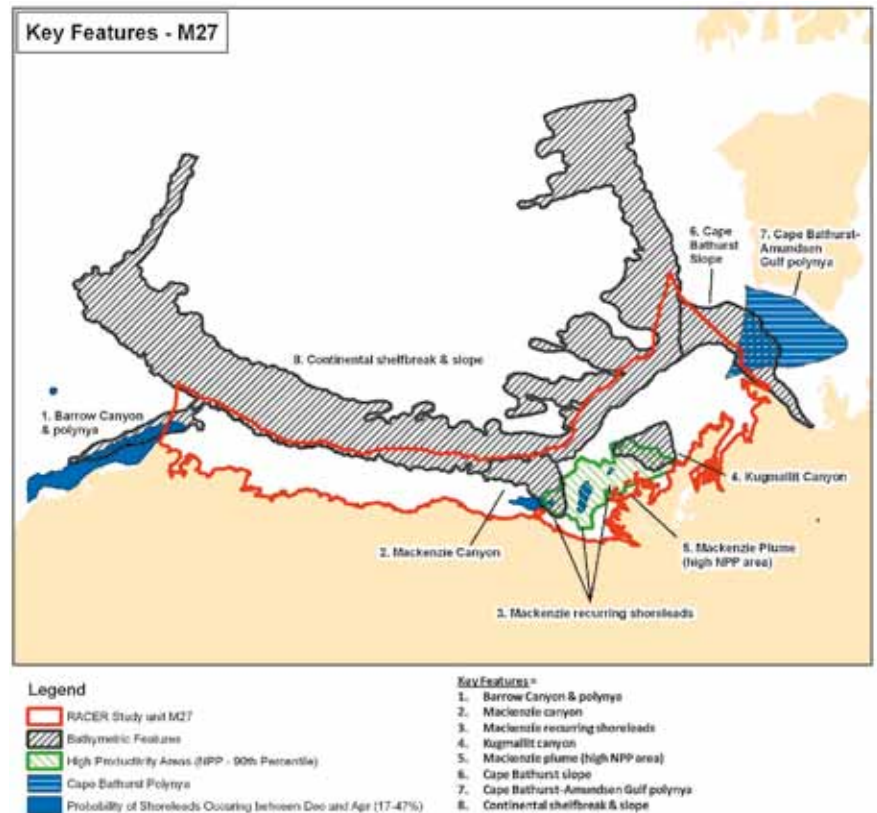 Key Features - M27
6. Cape
Bathurst
Slope
7. Cape Bathurst-
Amundsen
Gulf polynya
8. Continental shelfbreak & slope
1. Barrow Canyon
& polynya
4. Kugmallit Canyon
2. Mackenzie Canyon
5. Mackenzie Plume
(high NPP area)
3. Mackenzie recurring shoreleads
Legend
RACER Study unit M27
Bathymetric Features
High Productivity Areas (NPP - 90th Percentile)
Cape Bathurst Polynya
Probability of Shoreleads Occuring between Dec and Apr (17-47%)
Key Features =
1. Barrow Canyon & polynya
2. Mackenzie canyon
3. Mackenzie recurring shoreleads
4. Kugmallit canyon
5. Mackenzie plume (high NPP area)
6. Cape Bathurst slope
7. Cape Bathurst-Amundsen Gulf polynya
8. Continental shelfbreak & slope